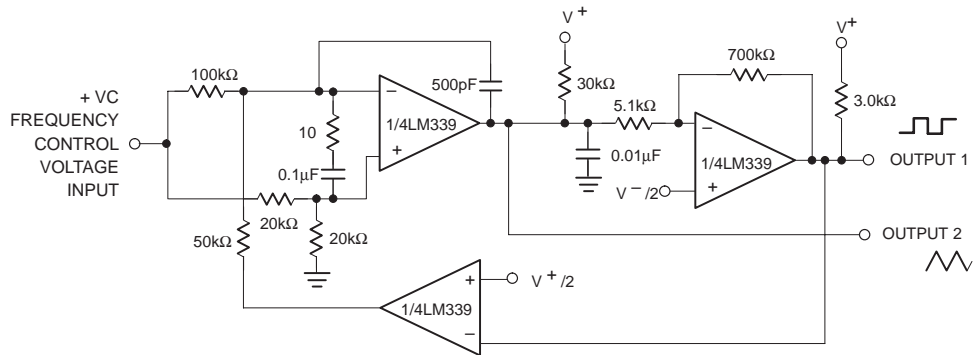 V+
V+
100kΩ
700kΩ
500pF
30kΩ
+ VC
FREQUENCY
CONTROL
VOLTAGE
INPUT
5.1kΩ
3.0kΩ
−
1/4LM339
+
10
0.1μF
−
1/4LM339
+
0.01μF
OUTPUT 1
V−/2
20kΩ
50kΩ
20kΩ
OUTPUT 2
+
V+/2
1/4LM339
−